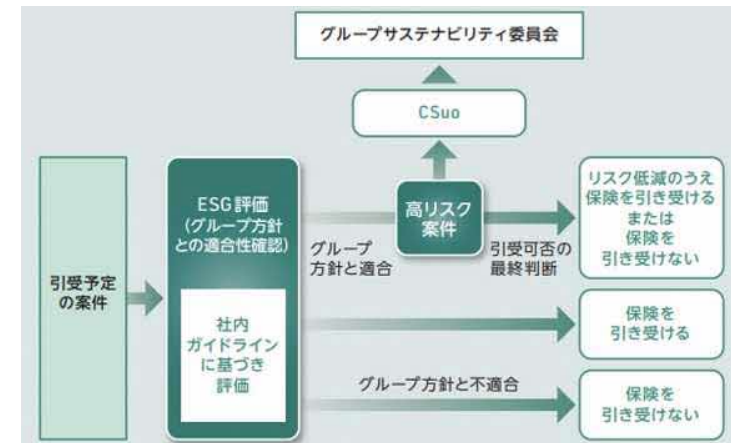 グループサステナビリティ委員会
CSuo
引受予定
の案件
ESG評価
(グループ方針
との適合性確認)
社内
ガイドライン
に基づき
評価
グループ
方針と適合
高リスク
案件
引受可否の
最終判断
リスク低減のうえ
保険を引き受ける
または
保険を
引き受けない
保険を
引き受ける
グループ方針と不適合
保険を
引き受けない